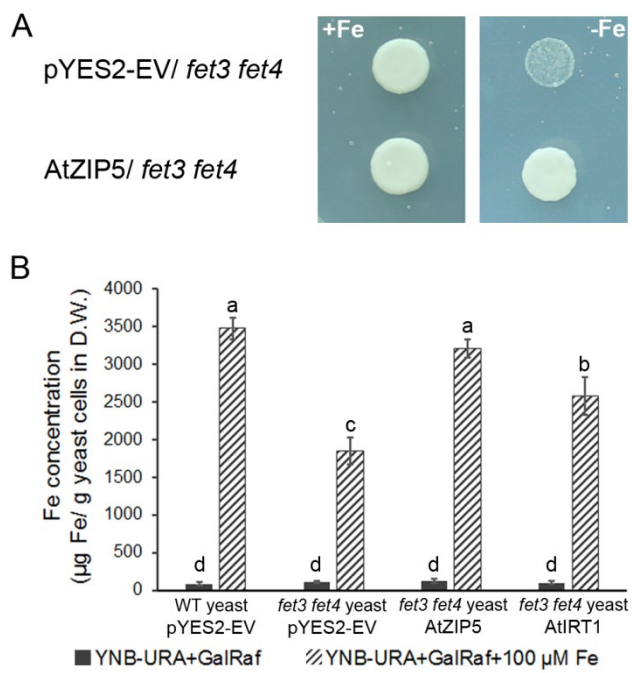 A
+Fe
-Fe
pYES2-EV/ fet3 fet4
AtZIP5/ fet3 fet4
B
Fe concentration
(µg Fe/ g yeast cells in D.W.)
4000
3500
3000
2500
2000
1500
1000
500
0
d
a
d
c
d
a
d
b
WT yeast
pYES2-EV
fet3 fet4 yeast
pYES2-EV
fet3 fet4 yeast
AtZIP5
fet3 fet4 yeast
AtIRT1
YNB-URA+GalRaf
YNB-URA+GalRaf+100 µM Fe